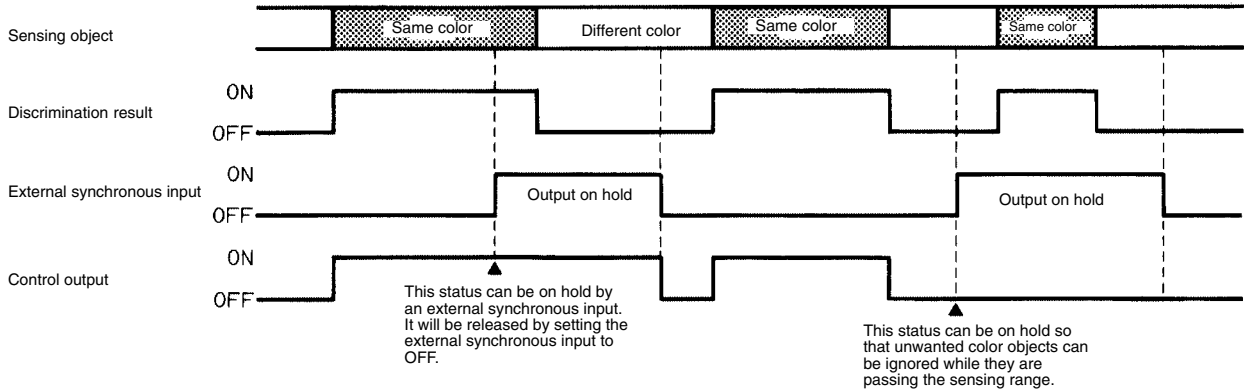 Sensing object
Same color
Different color
Same color
Same color
Discrimination result
ON
OFF
External synchronous input
ON
OFF
Output on hold
Output on hold
Control output
ON
OFF
This status can be on hold by
an external synchronous input.
It will be released by setting the
external synchronous input to
OFF.
This status can be on hold so
that unwanted color objects can
be ignored while they are
passing the sensing range.